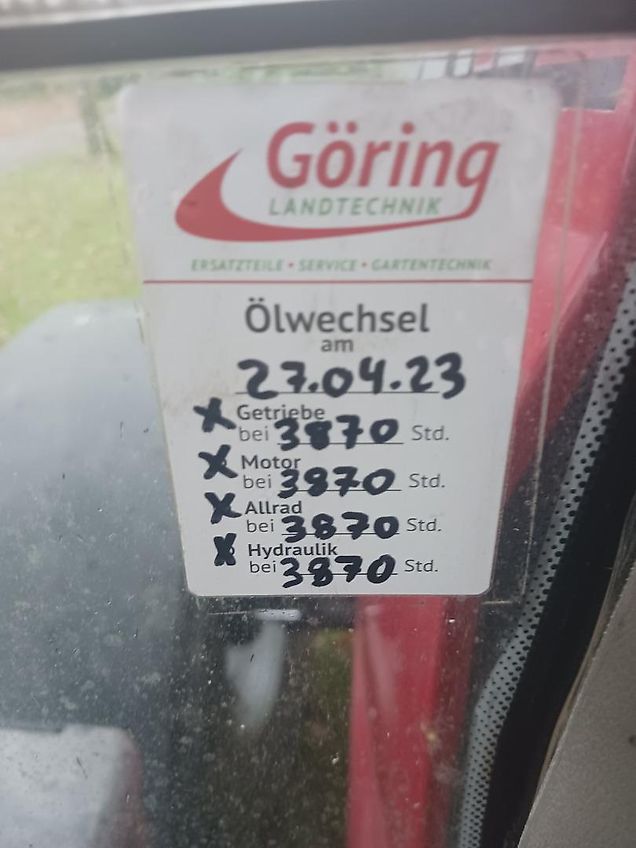 Göring
LANDTECHNIK
ERSATZTEILE • SERVICE • GARTENTECHNIK
Ölwechsel
am
27.04.23
X Getriebe
bei 3870 Std.
X Motor
bei 3870 Std.
X Allrad
bei 3870 Std.
X Hydraulik
bei 3870 Std.